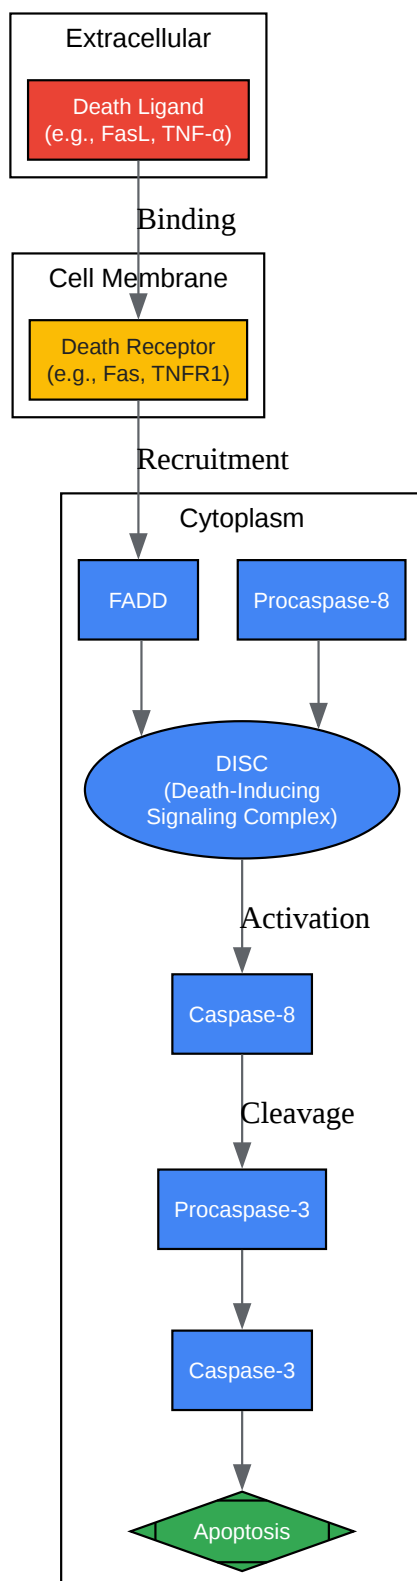 Extracellular
Death Ligand
(e.g., FasL, TNF-α)
Binding
Cell Membrane
Death Receptor
(e.g., Fas, TNFR1)
Recruitment
Cytoplasm
FADD
Procaspase-8
DISC
(Death-Inducing
Signaling Complex)
Activation
Caspase-8
Cleavage
Procaspase-3
Caspase-3
Apoptosis